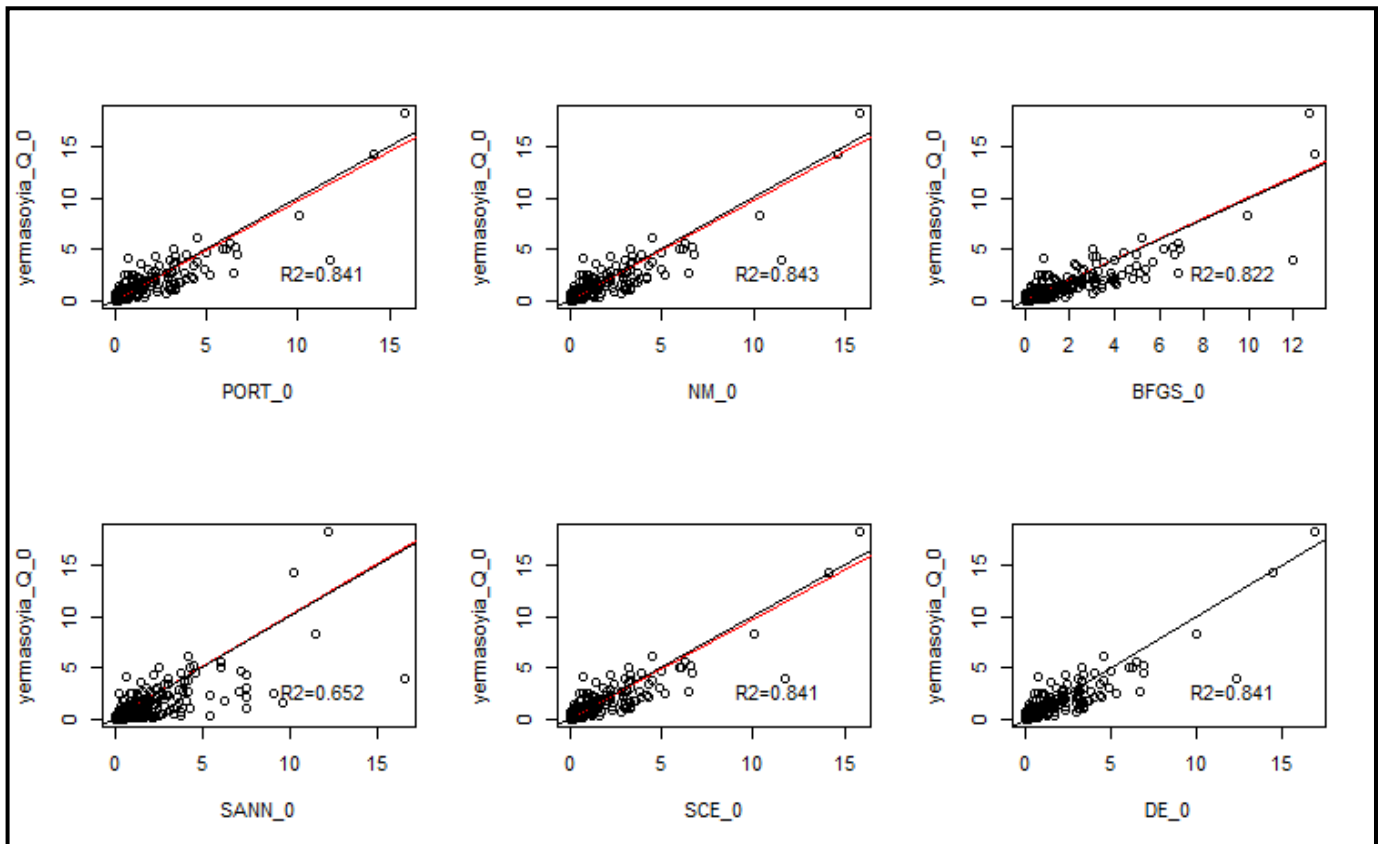 yermasoyia_Q_0
0 5 10 15
R2=0.841
0 5 10 15
PORT_0
yermasoyia_Q_0
0 5 10 15
R2=0.843
0 5 10 15
NM_0
yermasoyia_Q_0
0 5 10 15
R2=0.822
0 2 4 6 8 10 12
BFGS_0
yermasoyia_Q_0
0 5 10 15
R2=0.652
0 5 10 15
SANN_0
yermasoyia_Q_0
0 5 10 15
R2=0.841
0 5 10 15
SCE_0
yermasoyia_Q_0
0 5 10 15
R2=0.841
0 5 10 15
DE_0